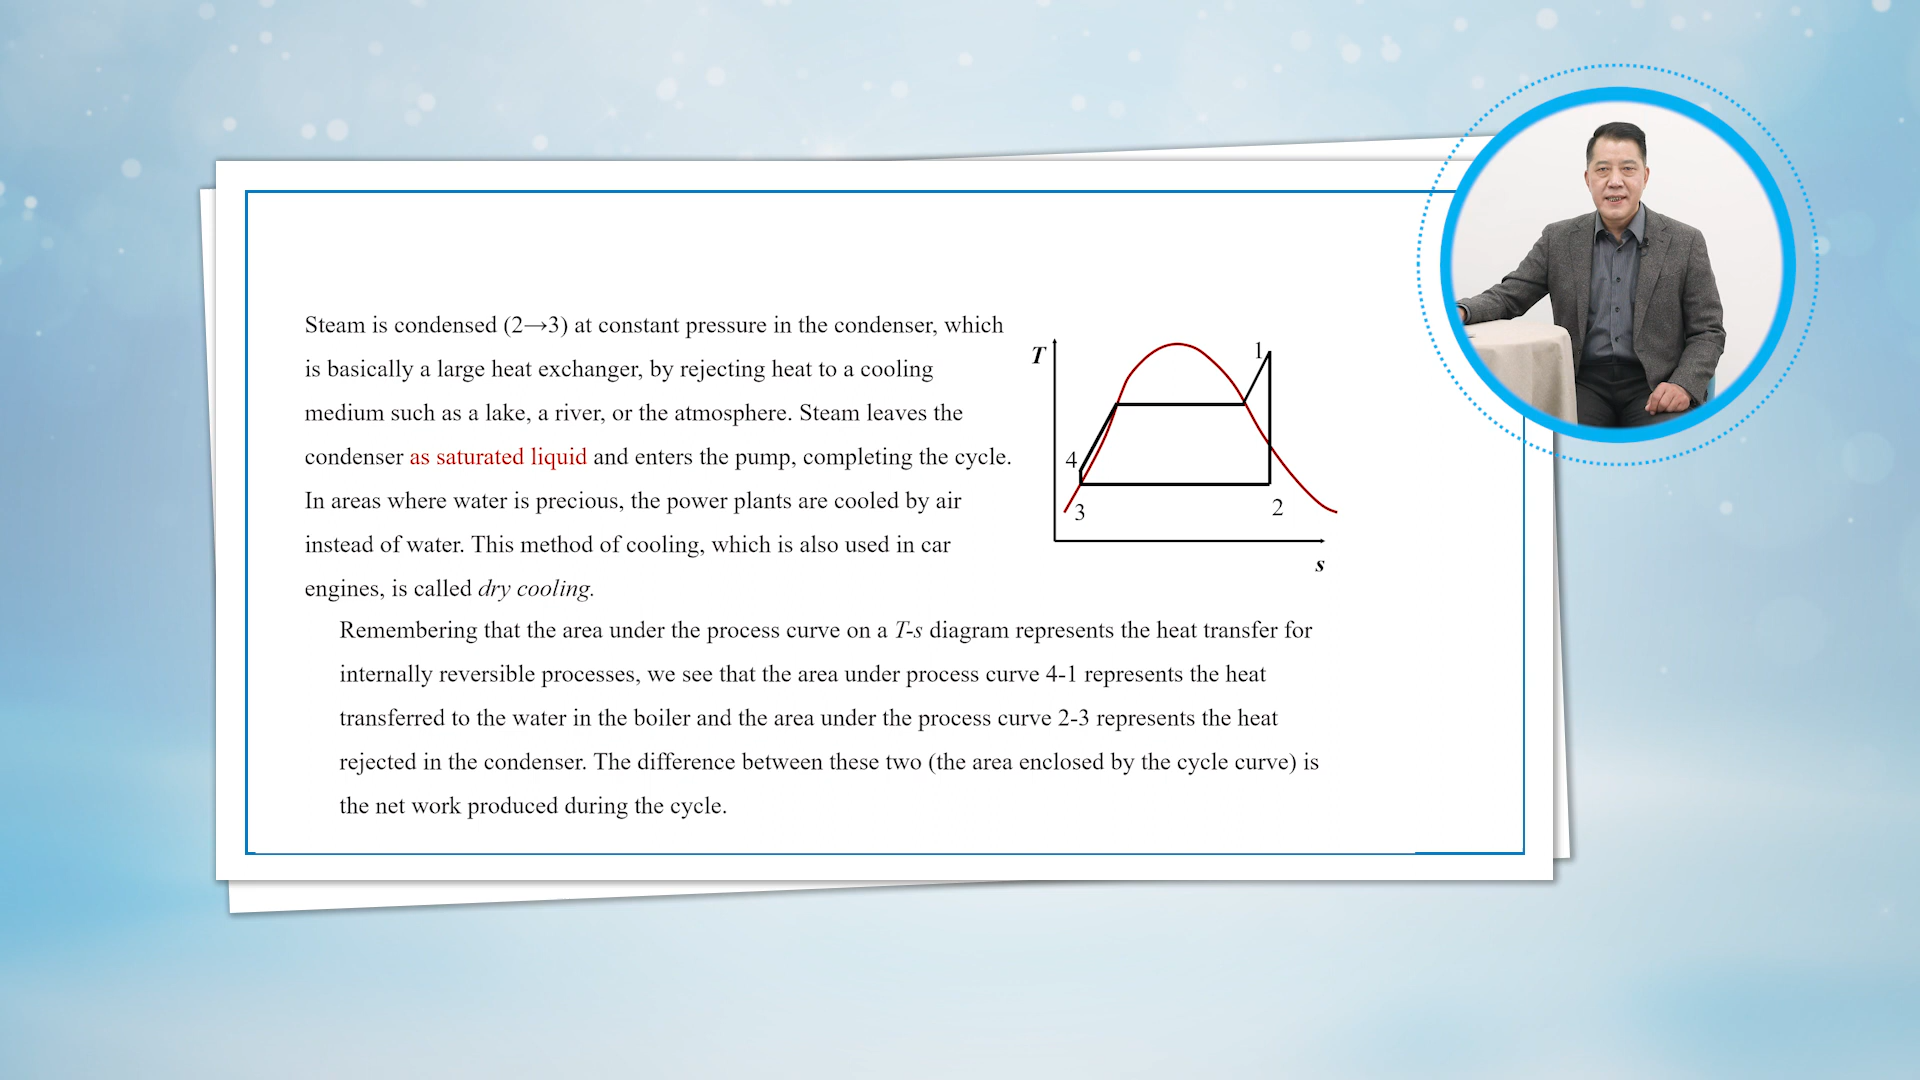 Steam is condensed (2→3) at constant pressure in the condenser, which
is basically a large heat exchanger, by rejecting heat to a cooling
medium such as a lake, a river, or the atmosphere. Steam leaves the
condenser as saturated liquid and enters the pump, completing the cycle.
In areas where water is precious, the power plants are cooled by air
instead of water. This method of cooling, which is also used in car
engines, is called dry cooling.
T
1
4
3
2
s
Remembering that the area under the process curve on a T-s diagram represents the heat transfer for
internally reversible processes, we see that the area under process curve 4-1 represents the heat
transferred to the water in the boiler and the area under the process curve 2-3 represents the heat
rejected in the condenser. The difference between these two (the area enclosed by the cycle curve) is
the net work produced during the cycle.